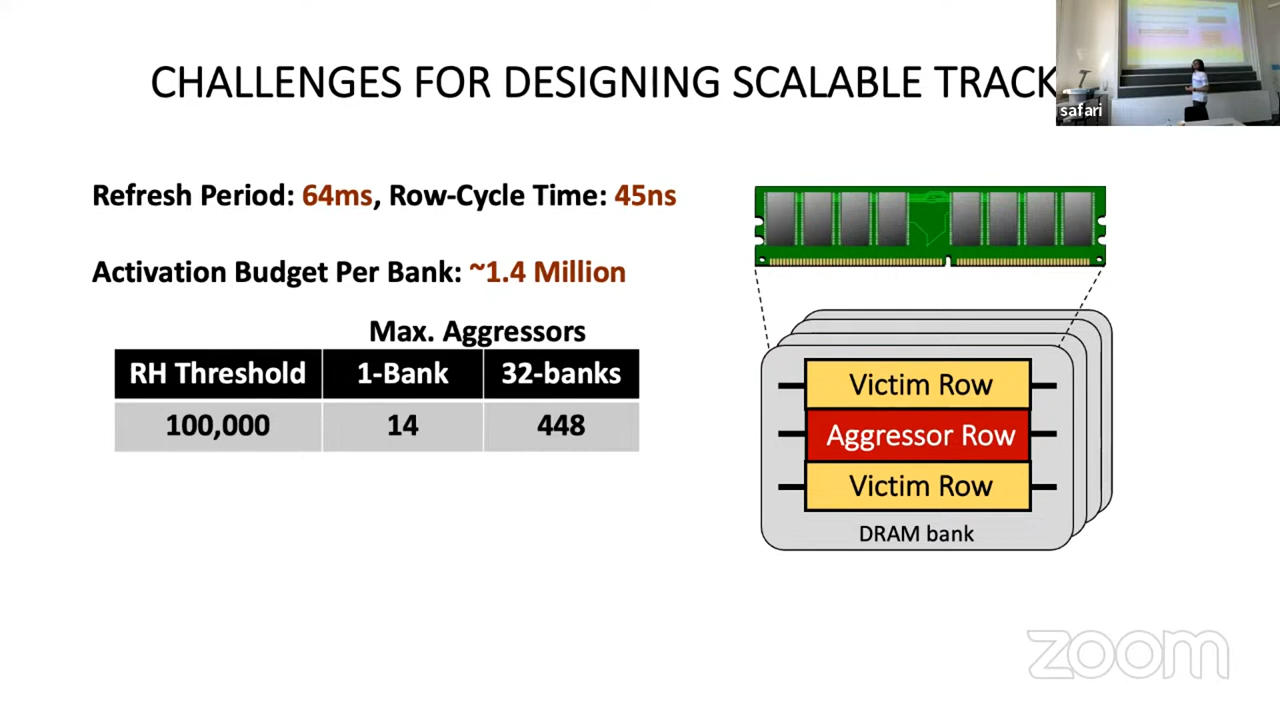 CHALLENGES FOR DESIGNING SCALABLE TRACK
safari
Refresh Period: 64ms, Row-Cycle Time: 45ns
Activation Budget Per Bank: ~1.4 Million
Max. Aggressors
RH Threshold 1-Bank 32-banks
100,000 14 448
Victim Row
Aggressor Row
Victim Row
DRAM bank
zoom